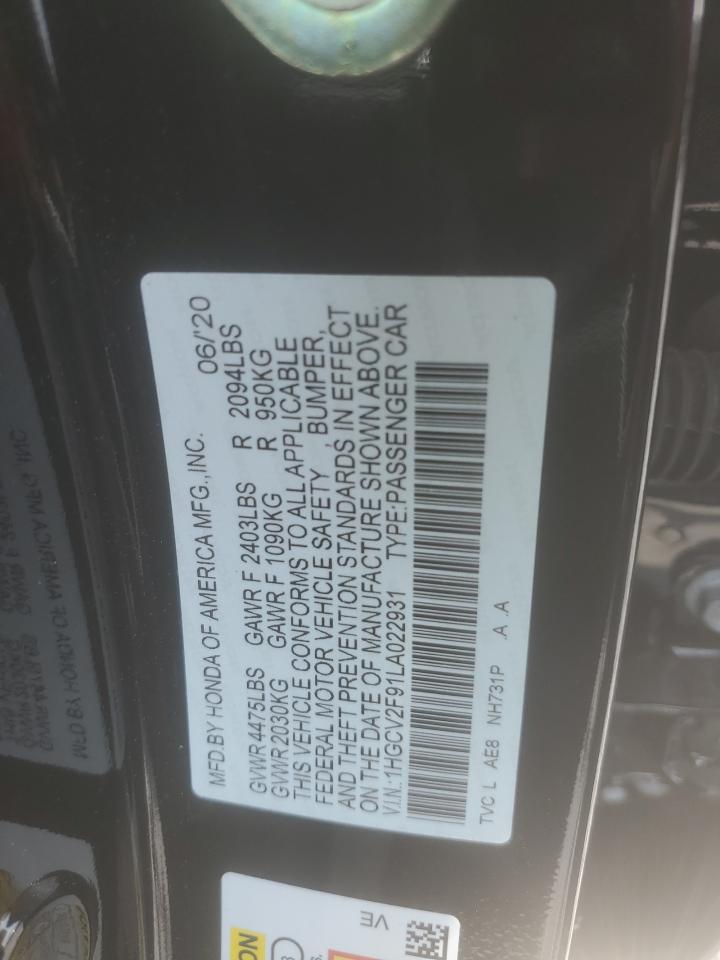 MFD.BY HONDA OF AMERICA MFG.,INC. 06/'20
GVWR 4475LBS GAWR F 2403LBS R 2094LBS
GVWR 2030KG GAWR F 1090KG R 950KG
THIS VEHICLE CONFORMS TO ALL APPLICABLE
FEDERAL MOTOR VEHICLE SAFETY , BUMPER,
AND THEFT PREVENTION STANDARDS IN EFFECT
ON THE DATE OF MANUFACTURE SHOWN ABOVE.
V.I.N.:1HGCV2F91LA022931 TYPE:PASSENGER CAR
TVC L AE8 NH731P .A .A